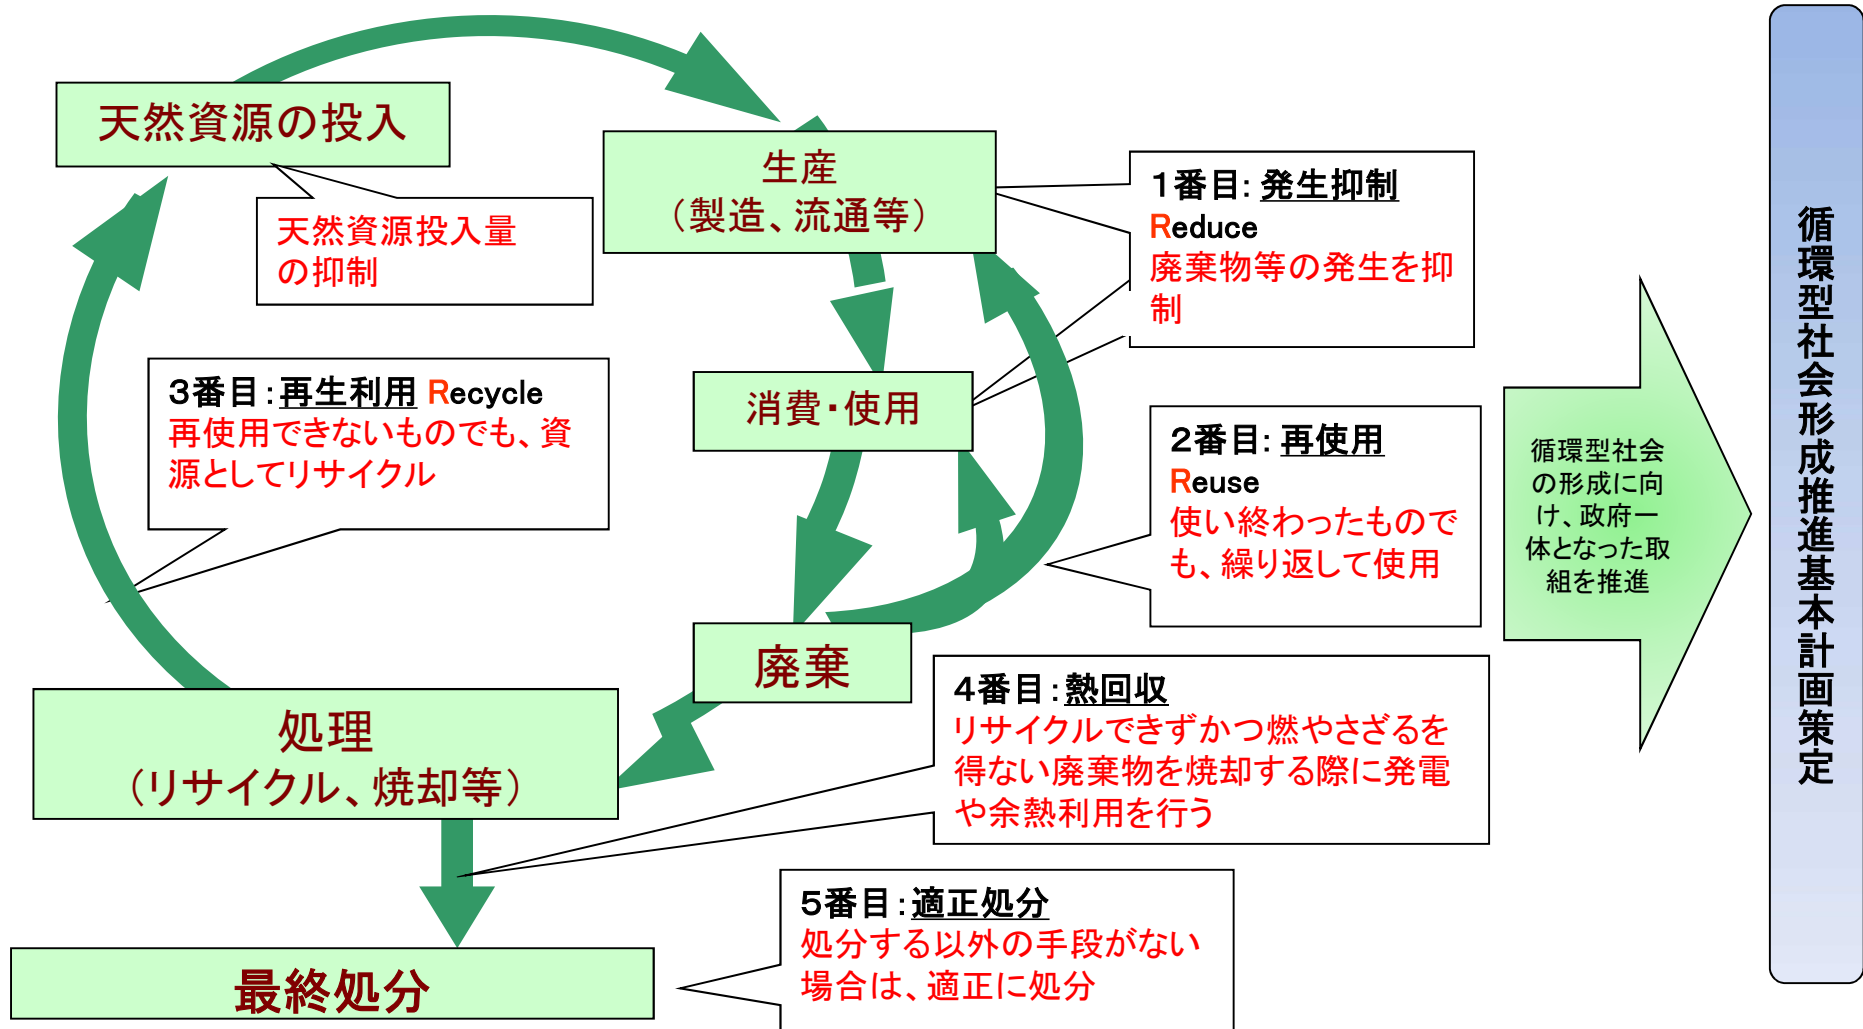 天然資源の投入
天然資源投入量
の抑制
生産
（製造、流通等）
1番目：発生抑制
Reduce
廃棄物等の発生を抑
制
消費・使用
2番目：再使用
Reuse
使い終わったもので
も、繰り返して使用
3番目：再生利用 Recycle
再使用できないものでも、資
源としてリサイクル
廃棄
処理
（リサイクル、焼却等）
4番目：熱回収
リサイクルできずかつ燃やさざるを
得ない廃棄物を焼却する際に発電
や余熱利用を行う
最終処分
5番目：適正処分
処分する以外の手段がない
場合は、適正に処分
循環型社会
の形成に向
け、政府一
体となった取
組を推進
循環型社会形成推進基本計画策定